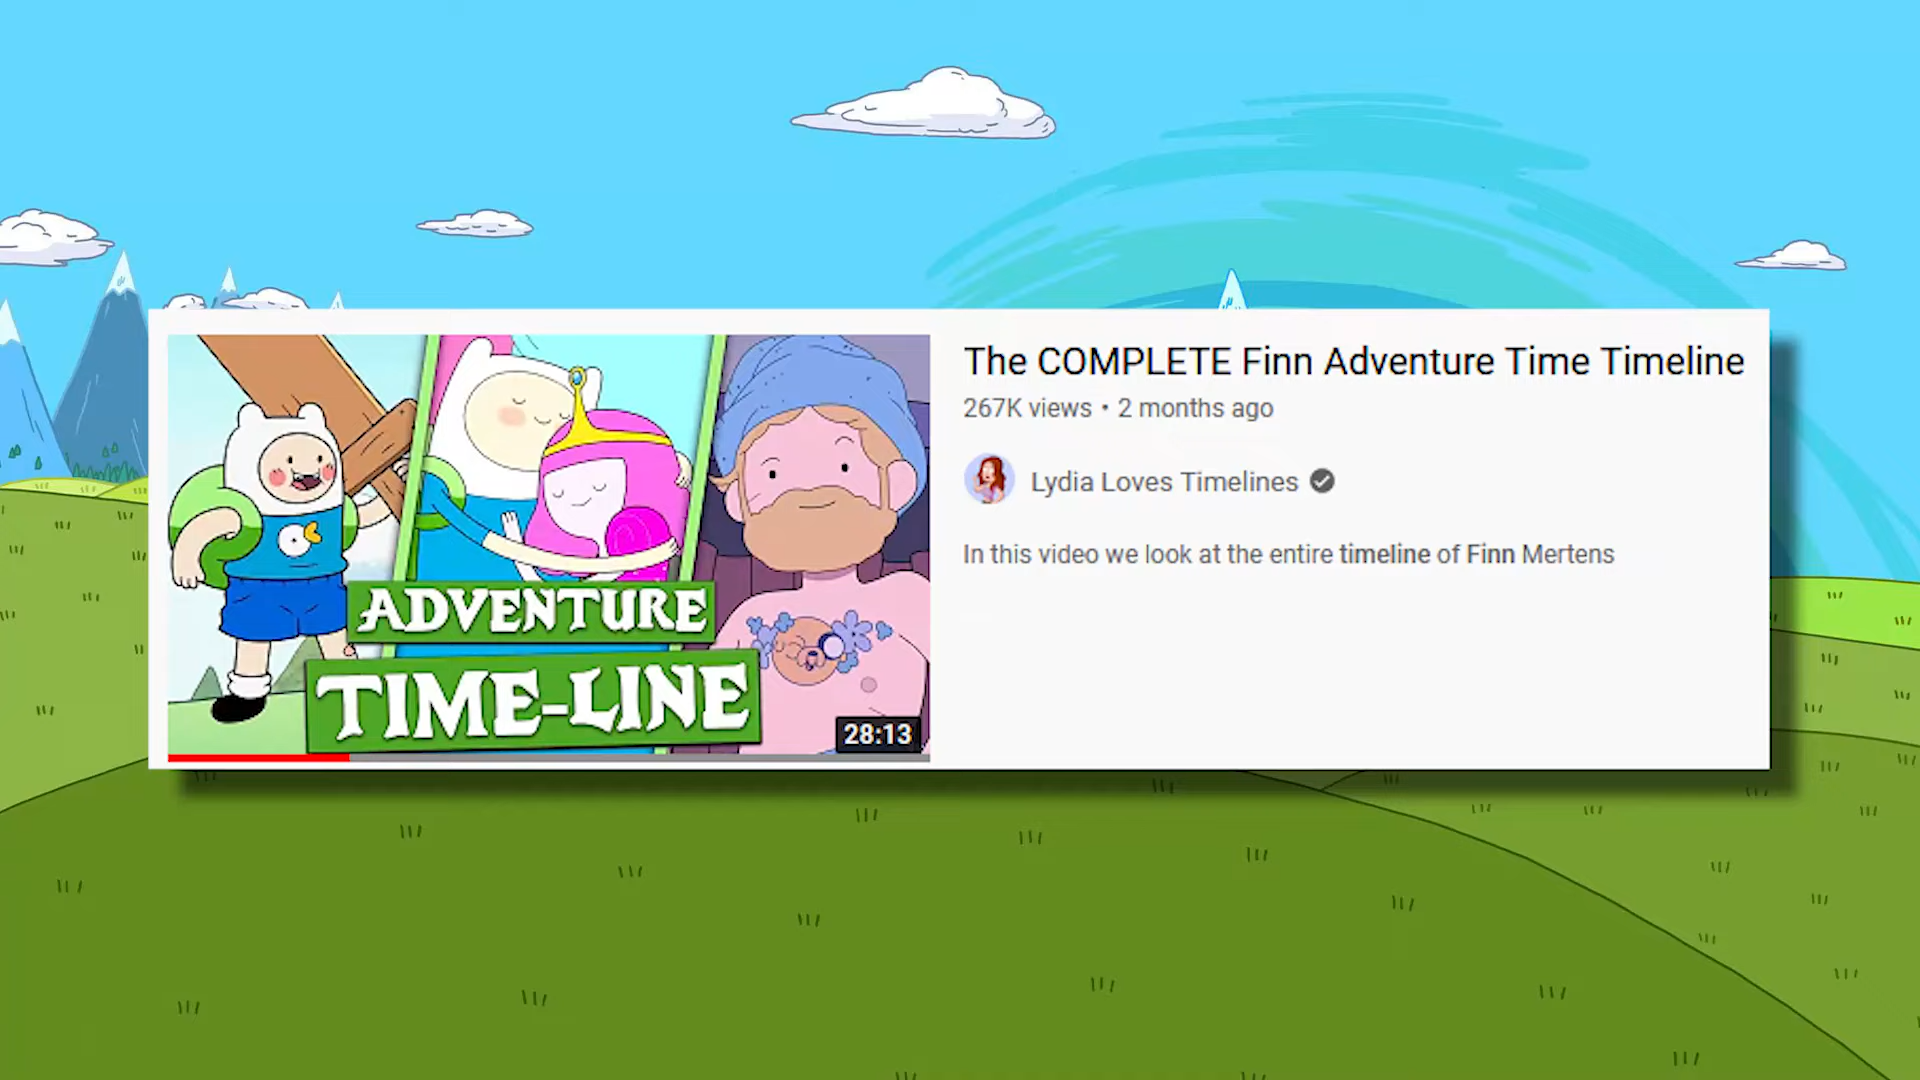 The COMPLETE Finn Adventure Time Timeline
267K views • 2 months ago
Lydia Loves Timelines
In this video we look at the entire timeline of Finn Mertens
ADVENTURE
TIME-LINE
28:13